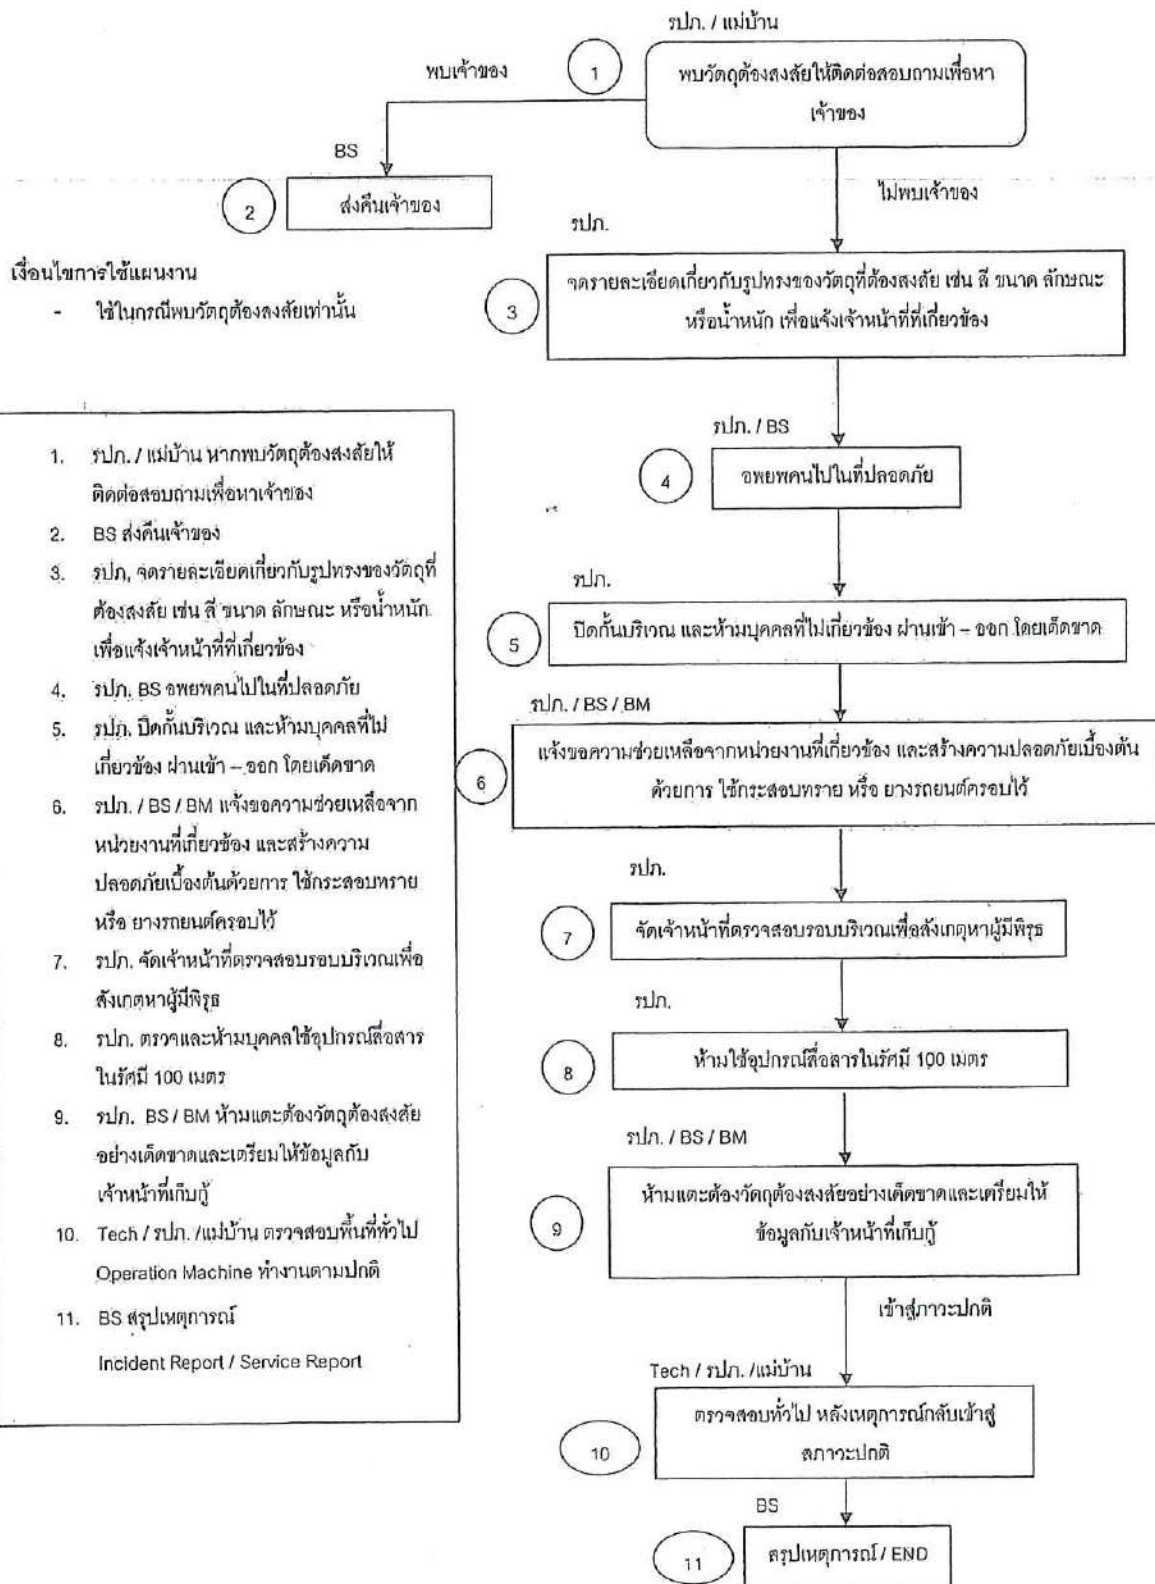 รปภ. / แม่บ้าน
พบเจ้าของ
1
พบวัตถุต้องสงสัยให้ติดต่อสอบถามเพื่อหา
เจ้าของ
BS
2
ส่งคืนเจ้าของ
ไม่พบเจ้าของ
รปภ.
เงื่อนไขการใช้แผนงาน
- ใช้ในกรณีพบวัตถุต้องสงสัยเท่านั้น
3
จดรายละเอียดเกี่ยวกับรูปทรงของวัตถุที่ต้องสงสัย เช่น สี ขนาด ลักษณะ
หรือน้ำหนัก เพื่อแจ้งเจ้าหน้าที่ที่เกี่ยวข้อง
รปภ. / BS
4
อพยพคนไปในที่ปลอดภัย
รปภ.
5
ปิดกั้นบริเวณ และห้ามบุคคลที่ไม่เกี่ยวข้อง ผ่านเข้า – ออก โดยเด็ดขาด
รปภ. / BS / BM
6
แจ้งขอความช่วยเหลือจากหน่วยงานที่เกี่ยวข้อง และสร้างความปลอดภัยเบื้องต้น
ด้วยการ ใช้กระสอบทราย หรือ ยางรถยนต์ครอบไว้
รปภ.
7
จัดเจ้าหน้าที่ตรวจสอบรอบบริเวณเพื่อสังเกตุหาผู้มีพิรุธ
รปภ.
8
ห้ามใช้อุปกรณ์สื่อสารในรัศมี 100 เมตร
รปภ. / BS / BM
9
ห้ามแตะต้องวัตถุต้องสงสัยอย่างเด็ดขาดและเตรียมให้
ข้อมูลกับเจ้าหน้าที่เก็บกู้
เข้าสู่ภาวะปกติ
Tech / รปภ. /แม่บ้าน
10
ตรวจสอบทั่วไป หลังเหตุการณ์กลับเข้าสู่
สภาวะปกติ
BS
11
สรุปเหตุการณ์ / END
1. รปภ. / แม่บ้าน หากพบวัตถุต้องสงสัยให้
ติดต่อสอบถามเพื่อหาเจ้าของ
2. BS ส่งคืนเจ้าของ
3. รปภ, จดรายละเอียดเกี่ยวกับรูปทรงของวัตถุที่
ต้องสงสัย เช่น สี ขนาด ลักษณะ หรือน้ำหนัก
เพื่อแจ้งเจ้าหน้าที่ที่เกี่ยวข้อง
4. รปภ. BS อพยพคนไปในที่ปลอดภัย
5. รปภ. ปิดกั้นบริเวณ และห้ามบุคคลที่ไม่
เกี่ยวข้อง ผ่านเข้า – ออก โดยเด็ดขาด
6. รปภ. / BS / BM แจ้งขอความช่วยเหลือจาก
หน่วยงานที่เกี่ยวข้อง และสร้างความ
ปลอดภัยเบื้องต้นด้วยการ ใช้กระสอบทราย
หรือ ยางรถยนต์ครอบไว้
7. รปภ. จัดเจ้าหน้าที่ตรวจสอบรอบบริเวณเพื่อ
สังเกตุหาผู้มีพิรุธ
8. รปภ. ตรวจและห้ามบุคคลใช้อุปกรณ์สื่อสาร
ในรัศมี 100 เมตร
9. รปภ. BS / BM ห้ามแตะต้องวัตถุต้องสงสัย
อย่างเด็ดขาดและเตรียมให้ข้อมูลกับ
เจ้าหน้าที่เก็บกู้
10. Tech / รปภ. /แม่บ้าน ตรวจสอบพื้นที่ทั่วไป
Operation Machine ทำงานตามปกติ
11. BS สรุปเหตุการณ์
Incident Report / Service Report